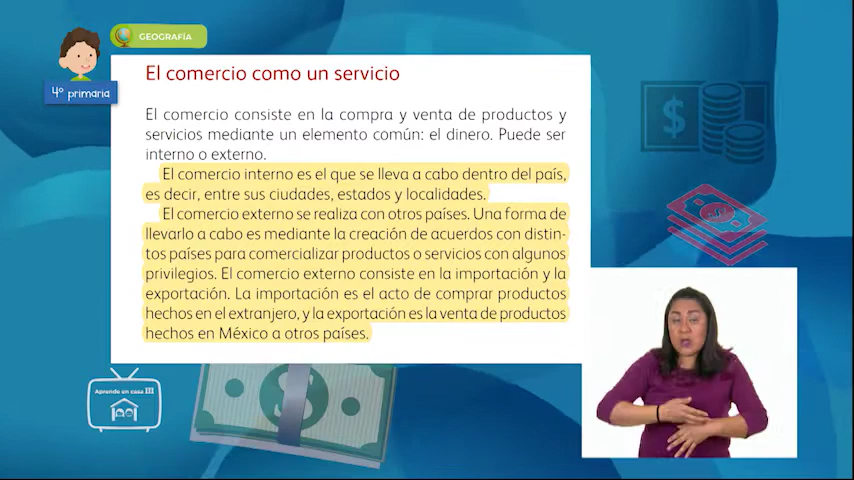 GEOGRAFÍA
4° primaria
El comercio como un servicio
El comercio consiste en la compra y venta de productos y
servicios mediante un elemento común: el dinero. Puede ser
interno o externo.
El comercio interno es el que se lleva a cabo dentro del país,
es decir, entre sus ciudades, estados y localidades.
El comercio externo se realiza con otros países. Una forma de
llevarlo a cabo es mediante la creación de acuerdos con distin-
tos países para comercializar productos o servicios con algunos
privilegios. El comercio externo consiste en la importación y la
exportación. La importación es el acto de comprar productos
hechos en el extranjero, y la exportación es la venta de productos
hechos en México a otros países.
Aprende en casa III